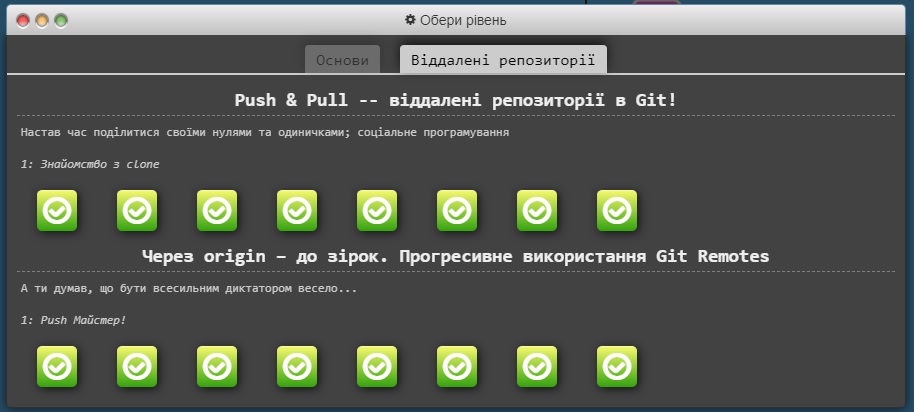 Обери рівень
Основи
Віддалені репозиторії
Push & Pull -- віддалені репозиторії в Git!
Настав час поділитися своїми нулями та одиничками; соціальне програмування
1: Знайомство з clone
Через origin – до зірок. Прогресивне використання Git Remotes
А ти думав, що бути всесильним диктатором весело...
1: Push Майстер!